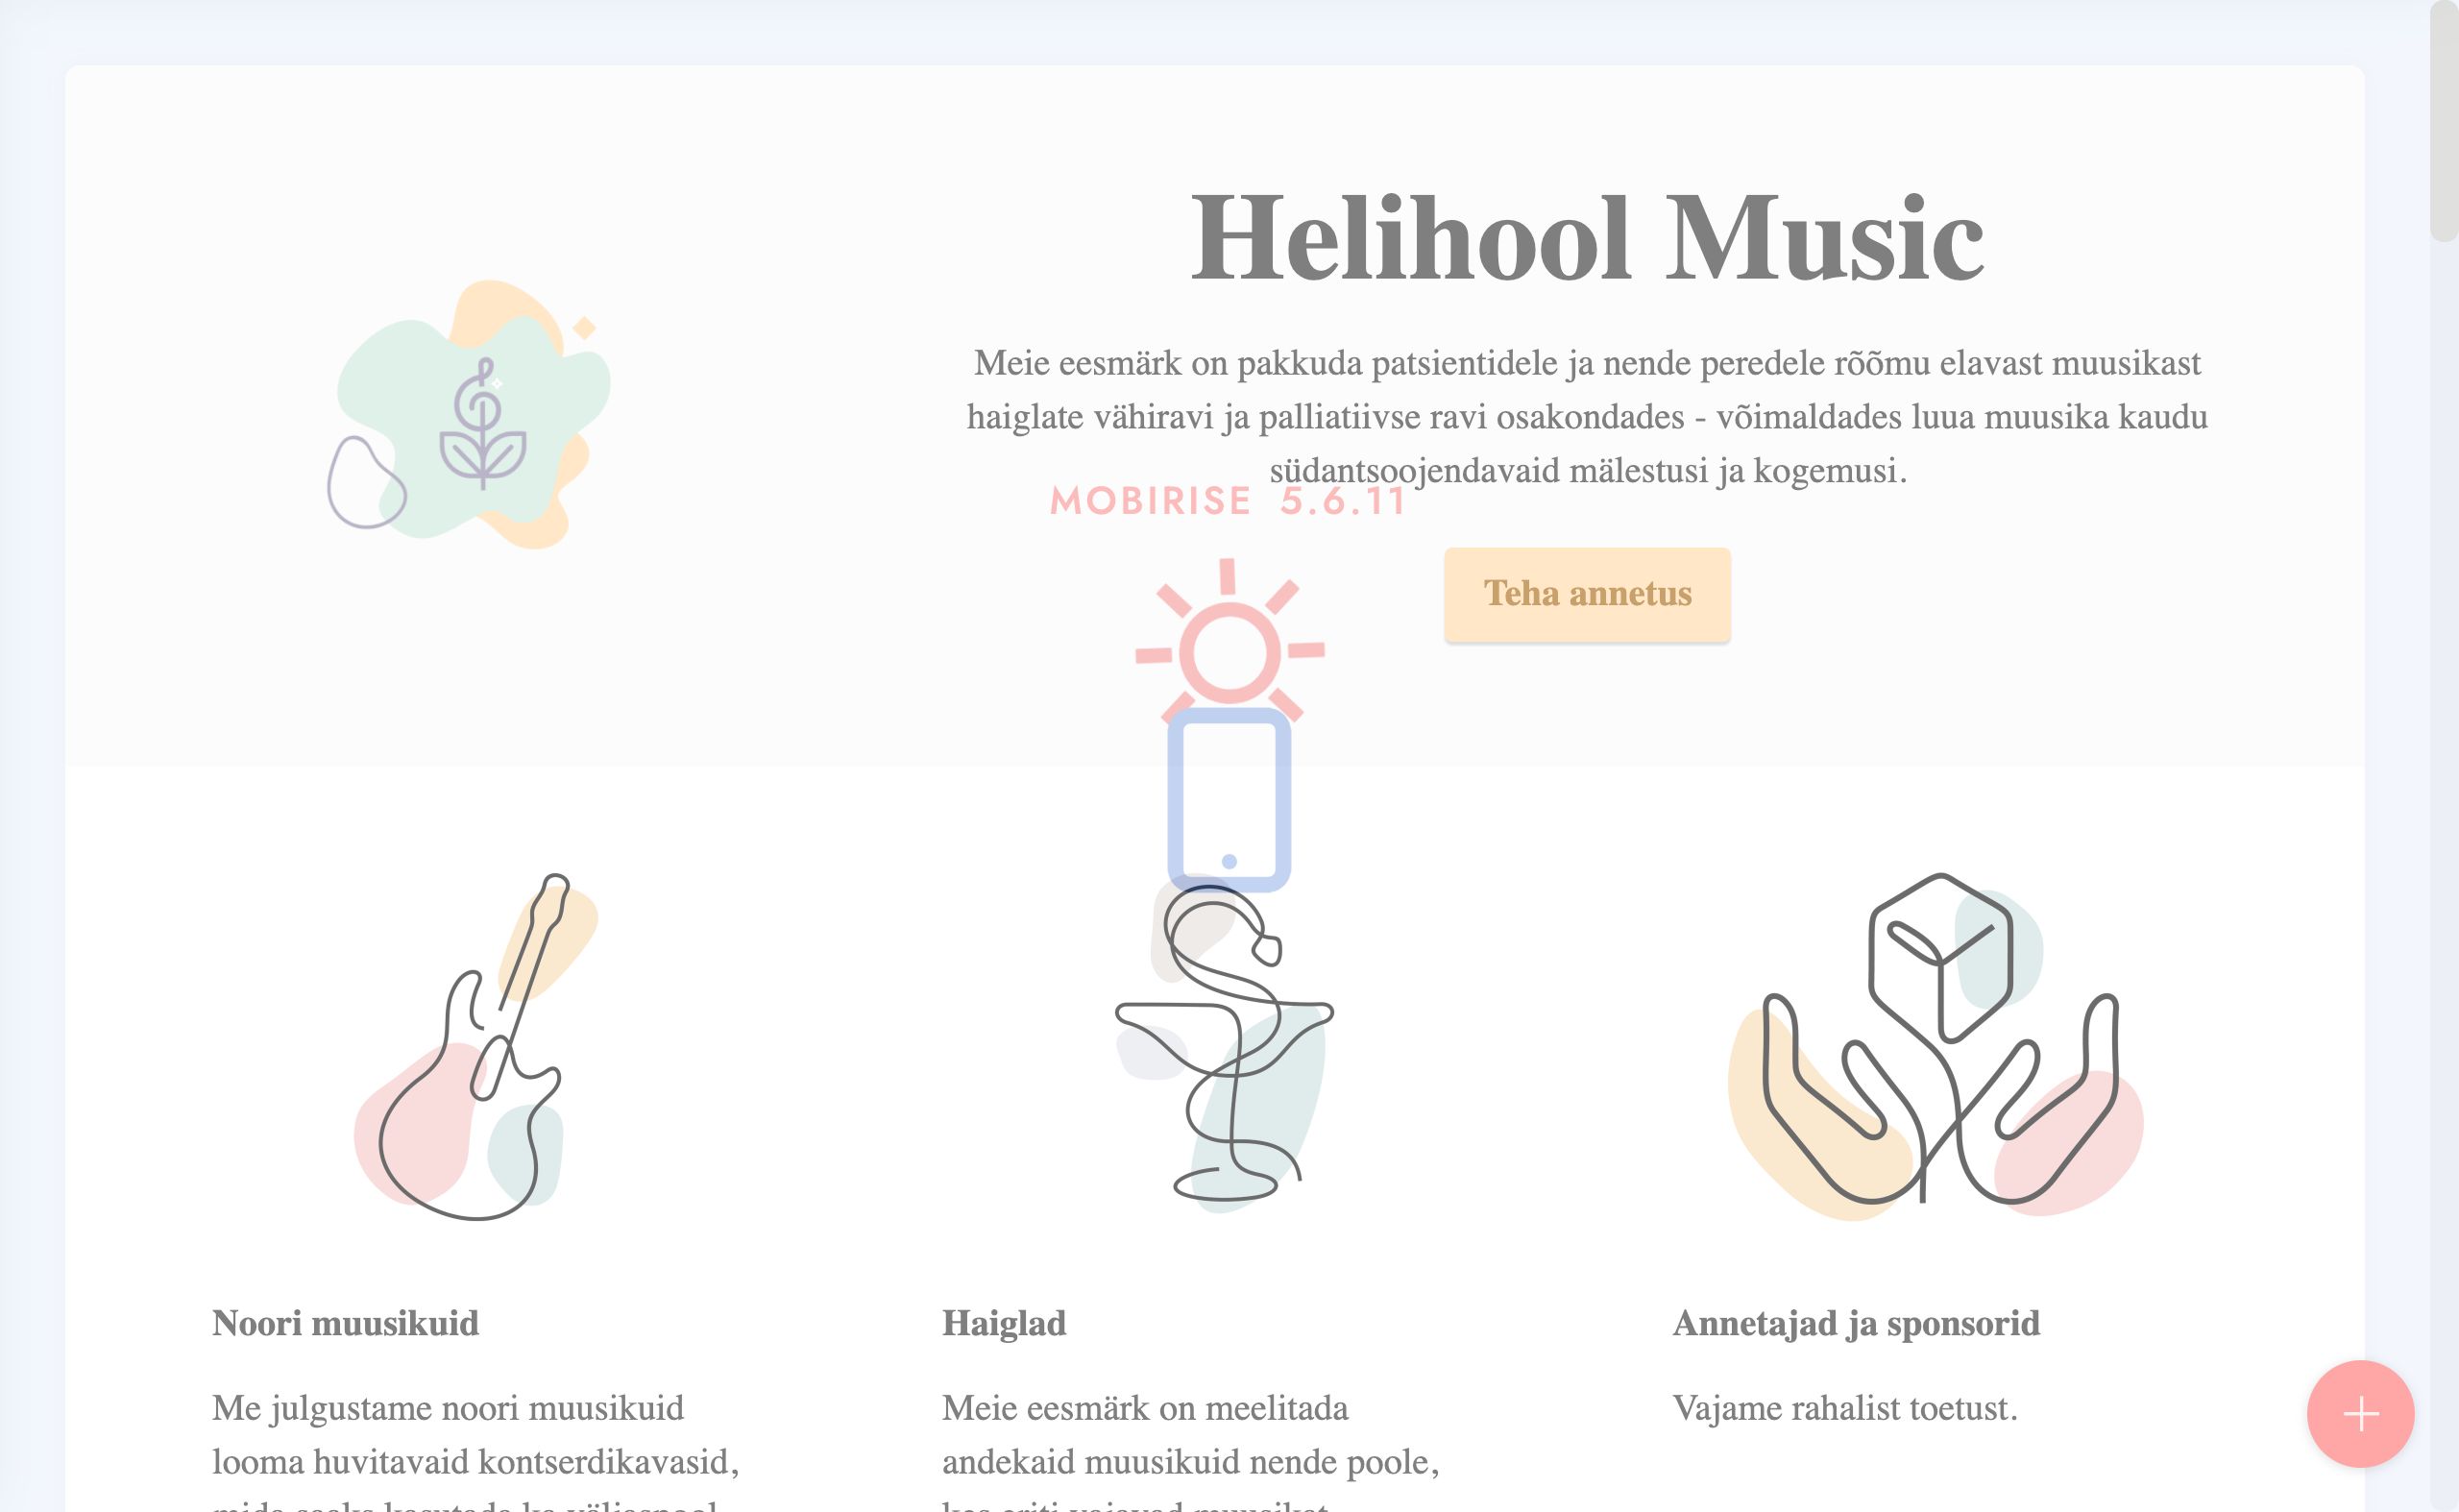 Helihool Music
Meie eesmärk on pakkuda patsientidele ja nende peredele rõõmu elavast muusikast
haiglate vähiravi ja palliatiivse ravi osakondades - võimaldades luua muusika kaudu
südantsoojendavaid mälestusi ja kogemusi.
MOBIRISE 5.6.11
Teha annetus
Noori muusikuid
Me julgustame noori muusikuid
looma huvitavaid kontserdikavasid,
Haiglad
Meie eesmärk on meelitada
andekaid muusikuid nende poole,
Annetajad ja sponsorid
Vajame rahalist toetust.